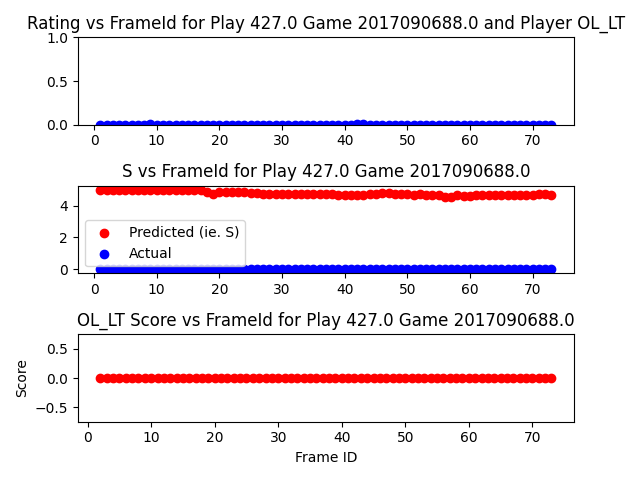 Rating vs FrameId for Play 427.0 Game 2017090688.0 and Player OL_LT
1.0
0.5
0.0
0 10 20 30 40 50 60 70
S vs FrameId for Play 427.0 Game 2017090688.0
4
2
0
Predicted (ie. S)
Actual
0 10 20 30 40 50 60 70
OL_LT Score vs FrameId for Play 427.0 Game 2017090688.0
Score
0.5
0.0
−0.5
0 10 20 30 40 50 60 70
Frame ID